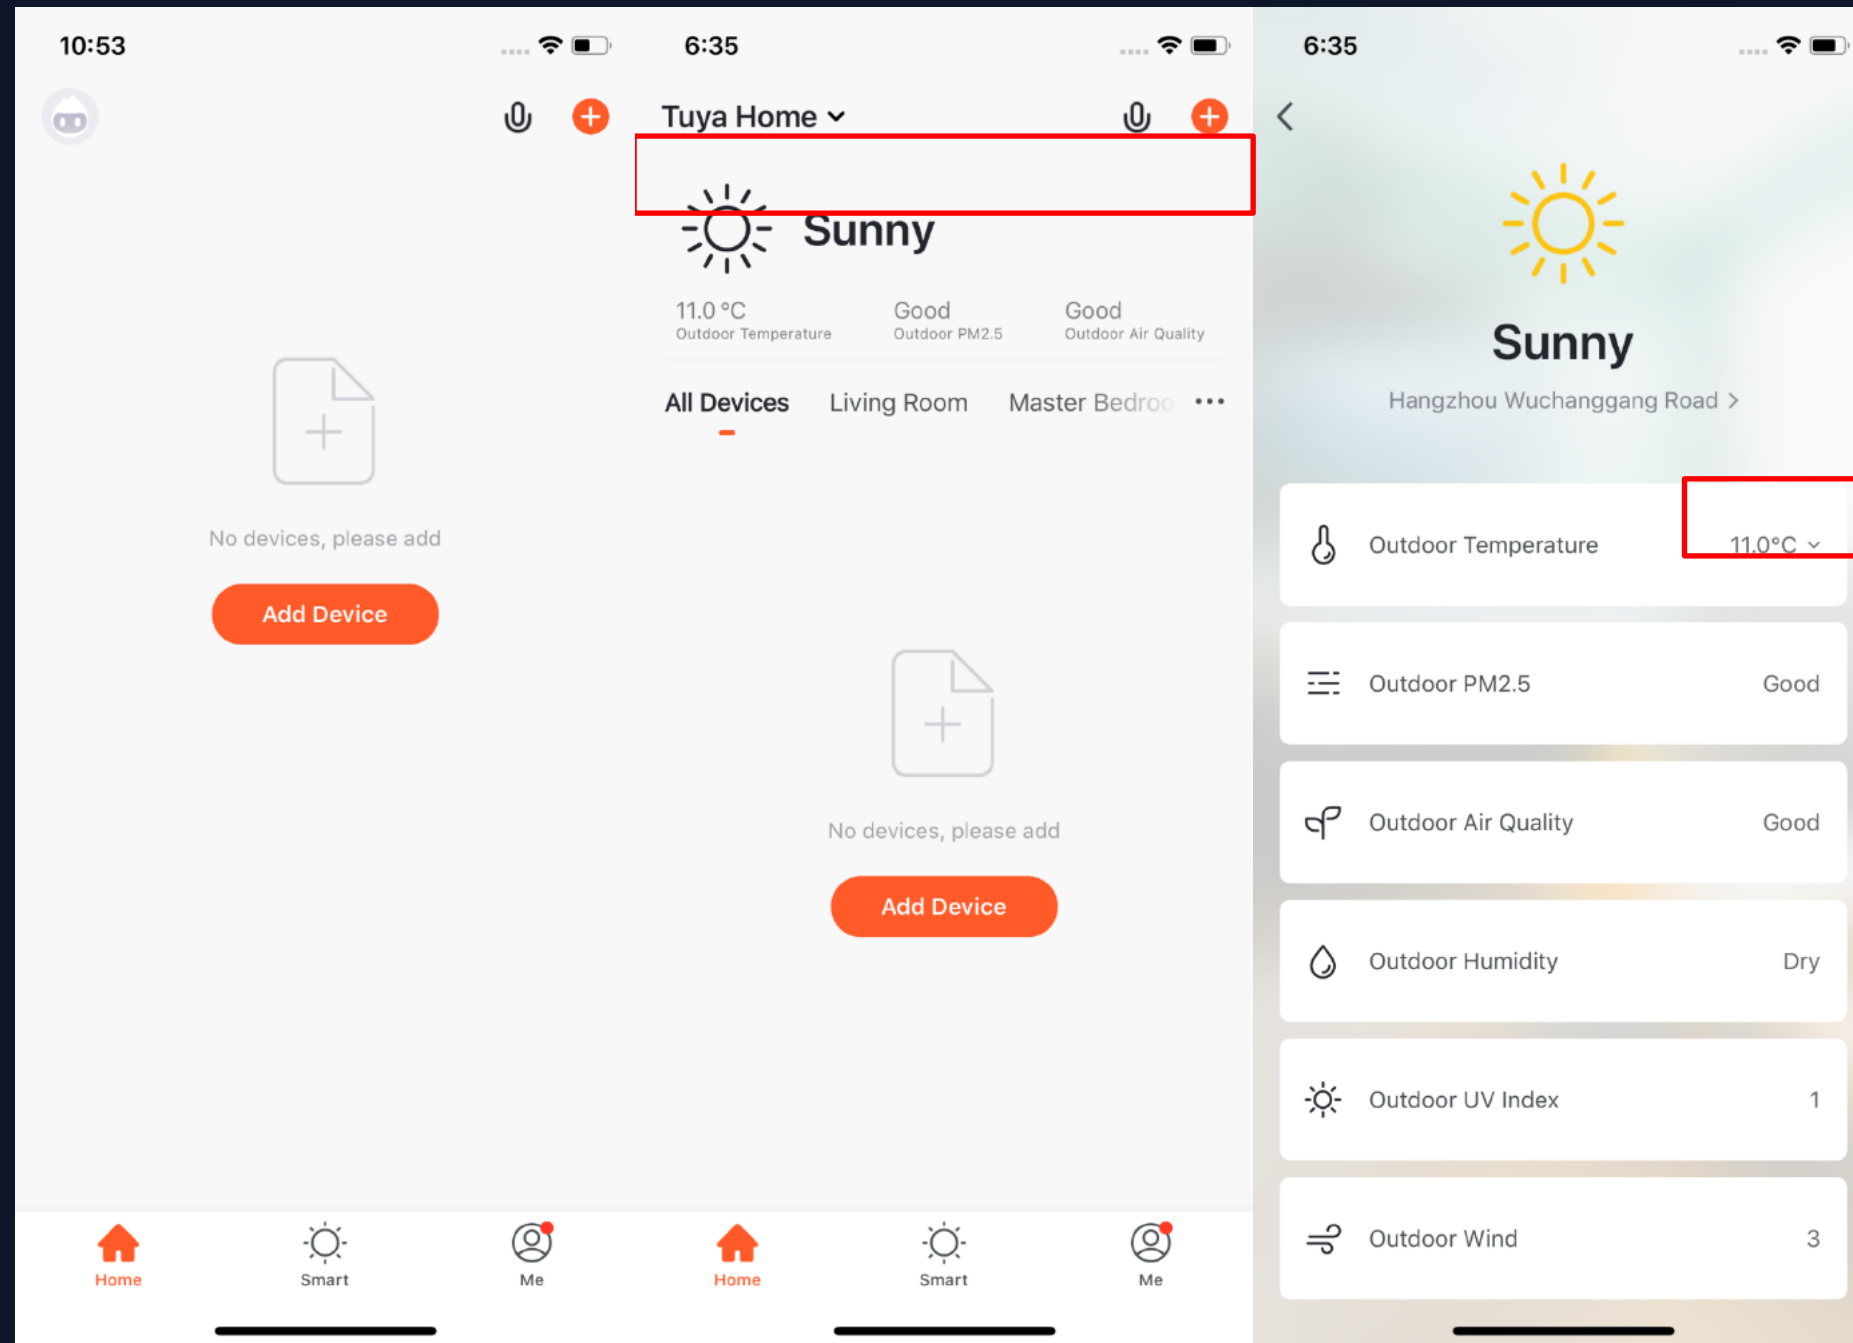 10:53
No devices, please add
Add Device
Home
Smart
Me
6:35
Tuya Home
Sunny
11.0 °C
Outdoor Temperature
Good
Outdoor PM2.5
Good
Outdoor Air Quality
All Devices
Living Room
Master Bedroo
No devices, please add
Add Device
Home
Smart
Me
6:35
Sunny
Hangzhou Wuchanggang Road >
Outdoor Temperature
11.0°C
Outdoor PM2.5
Good
Outdoor Air Quality
Good
Outdoor Humidity
Dry
Outdoor UV Index
1
Outdoor Wind
3